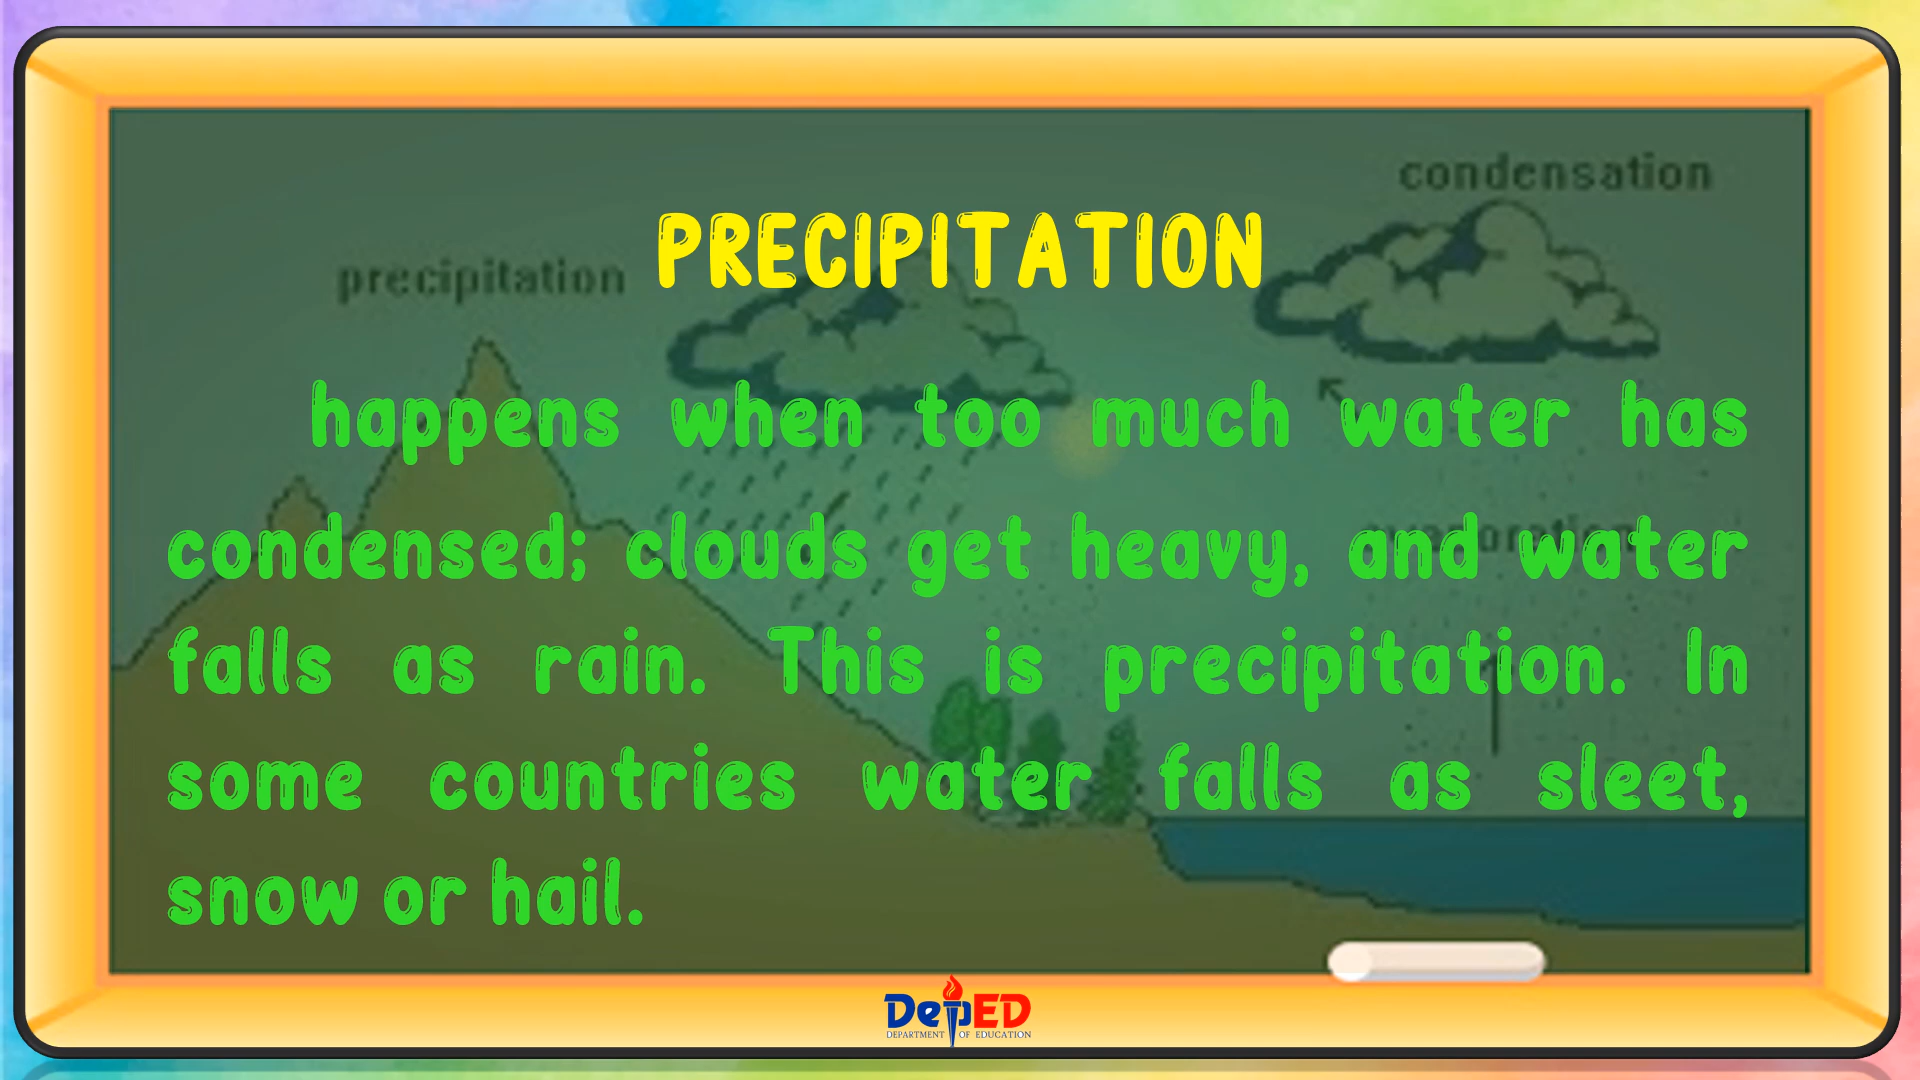 condensation
PRECIPITATION
precipitation
happens when too much water has
condensed; clouds get heavy, and water
evaporation
falls as rain. This is precipitation. In
some countries water falls as sleet,
snow or hail.
DepED
DEPARTMENT OF EDUCATION